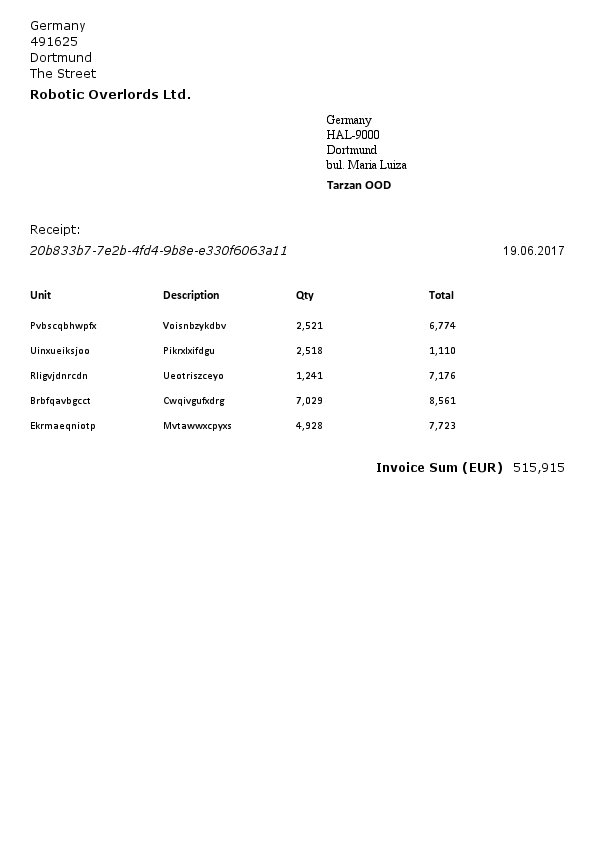 Germany
491625
Dortmund
The Street
Robotic Overlords Ltd.
Germany
HAL-9000
Dortmund
bul. Maria Luiza
Tarzan OOD
Receipt:
20b833b7-7e2b-4fd4-9b8e-e330f6063a11 19.06.2017
Unit Description Qty Total
Pvbscqbhwpfx Voisnbzykdbv 2,521 6,774
Uinxueiksjoo Pikrxlxifdgu 2,518 1,110
Rligvjdnrcdn Ueotriszceyo 1,241 7,176
Brbfqavbgcct Cwqivgufxdrg 7,029 8,561
Ekrmaeqniotp Mvtawwxcpyxs 4,928 7,723
Invoice Sum (EUR) 515,915